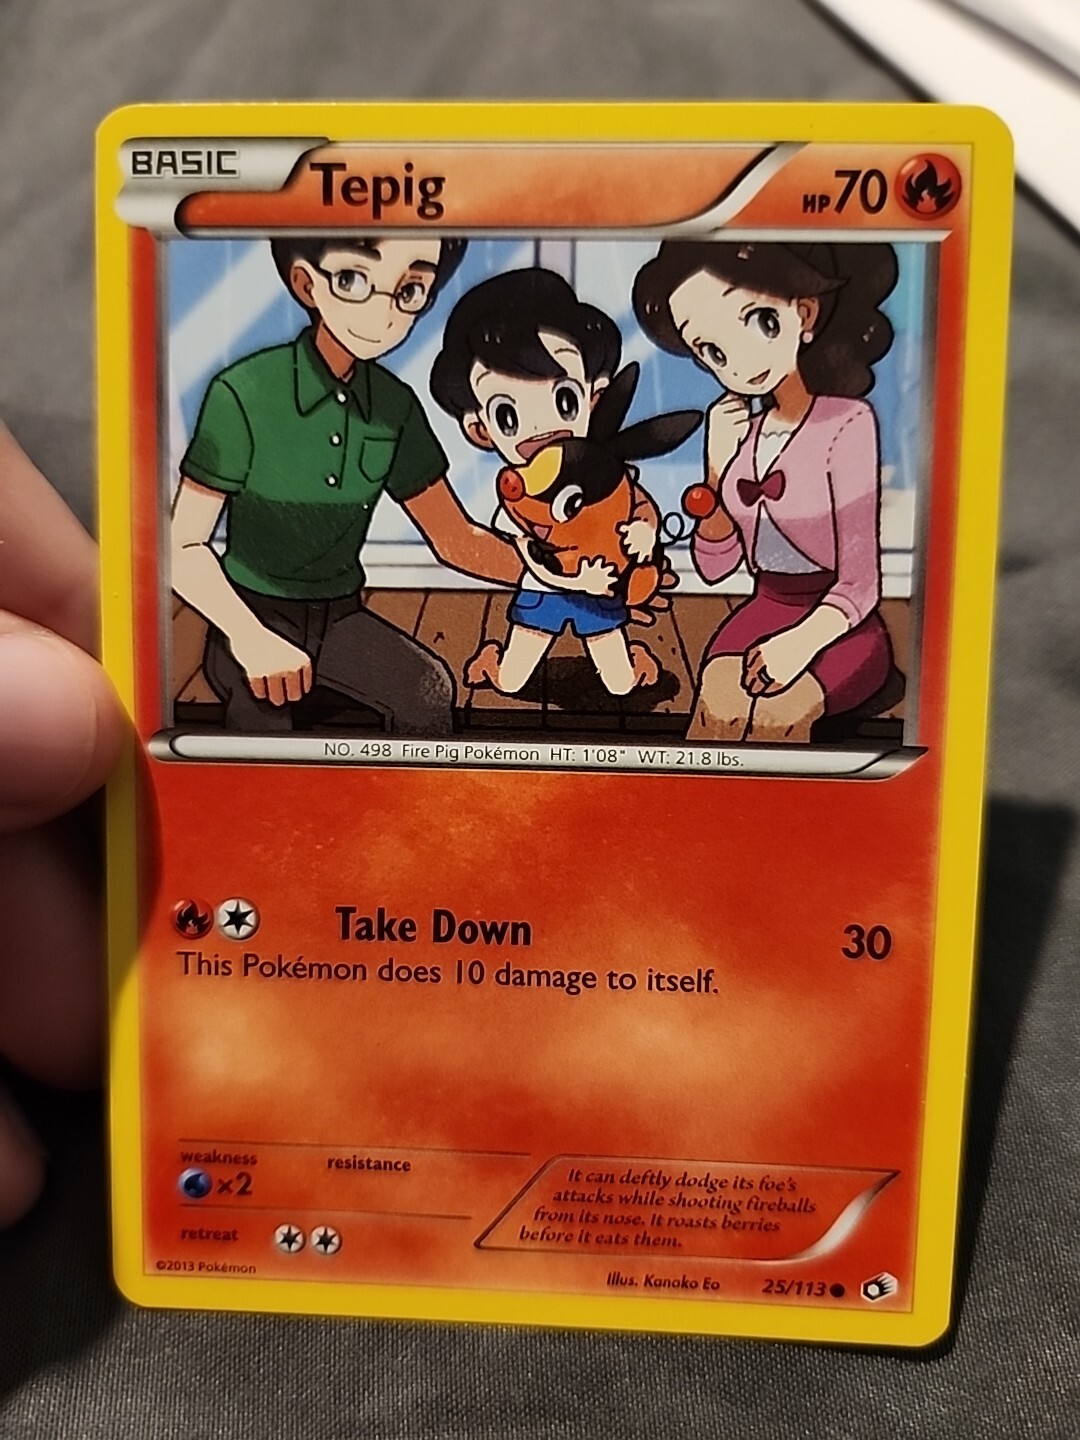 BASIC Tepig HP 70
NO. 498 Fire Pig Pokémon HT: 1'08" WT: 21.8 lbs.
Take Down 30
This Pokémon does 10 damage to itself.
weakness resistance
×2
retreat
It can deftly dodge its foe's
attacks while shooting fireballs
from its nose. It roasts berries
before it eats them.
©2013 Pokémon
Illus. Kanako Eo 25/113